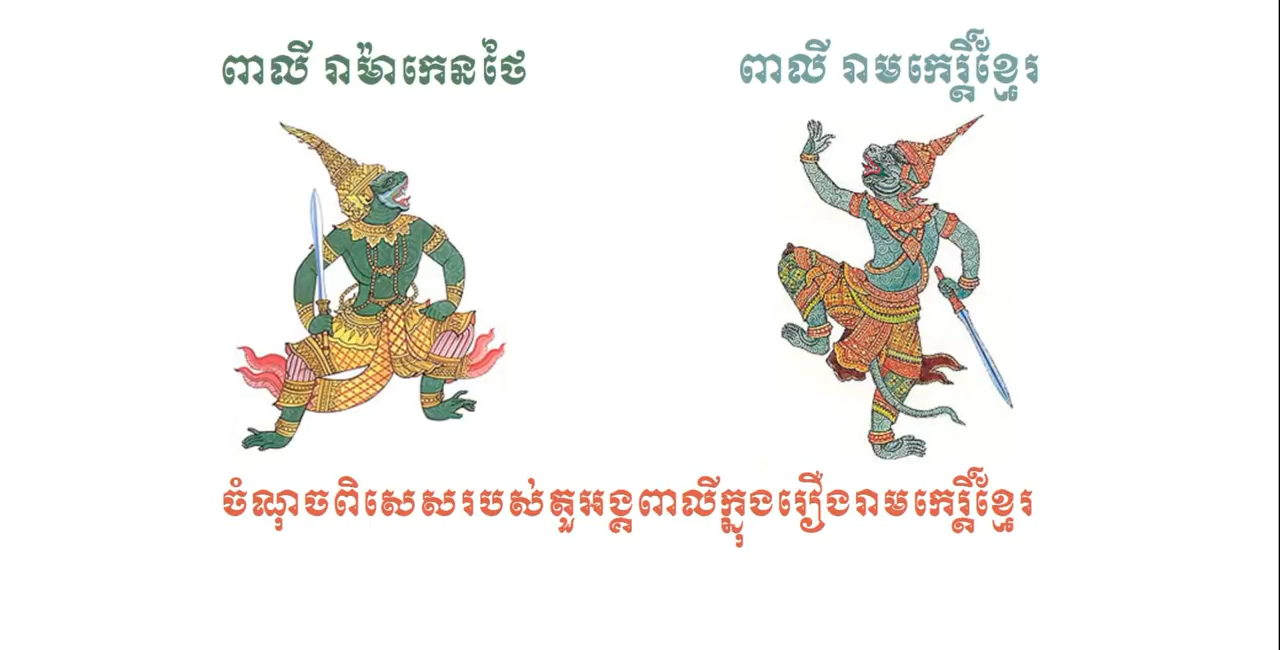 ពាលី រាម៉ាកេនថៃ
ពាលី រាមកេរ្តិ៍ខ្មែរ
ចំណុចពិសេសរបស់តួអង្គពាលីក្នុងរឿងរាមកេរ្តិ៍ខ្មែរ